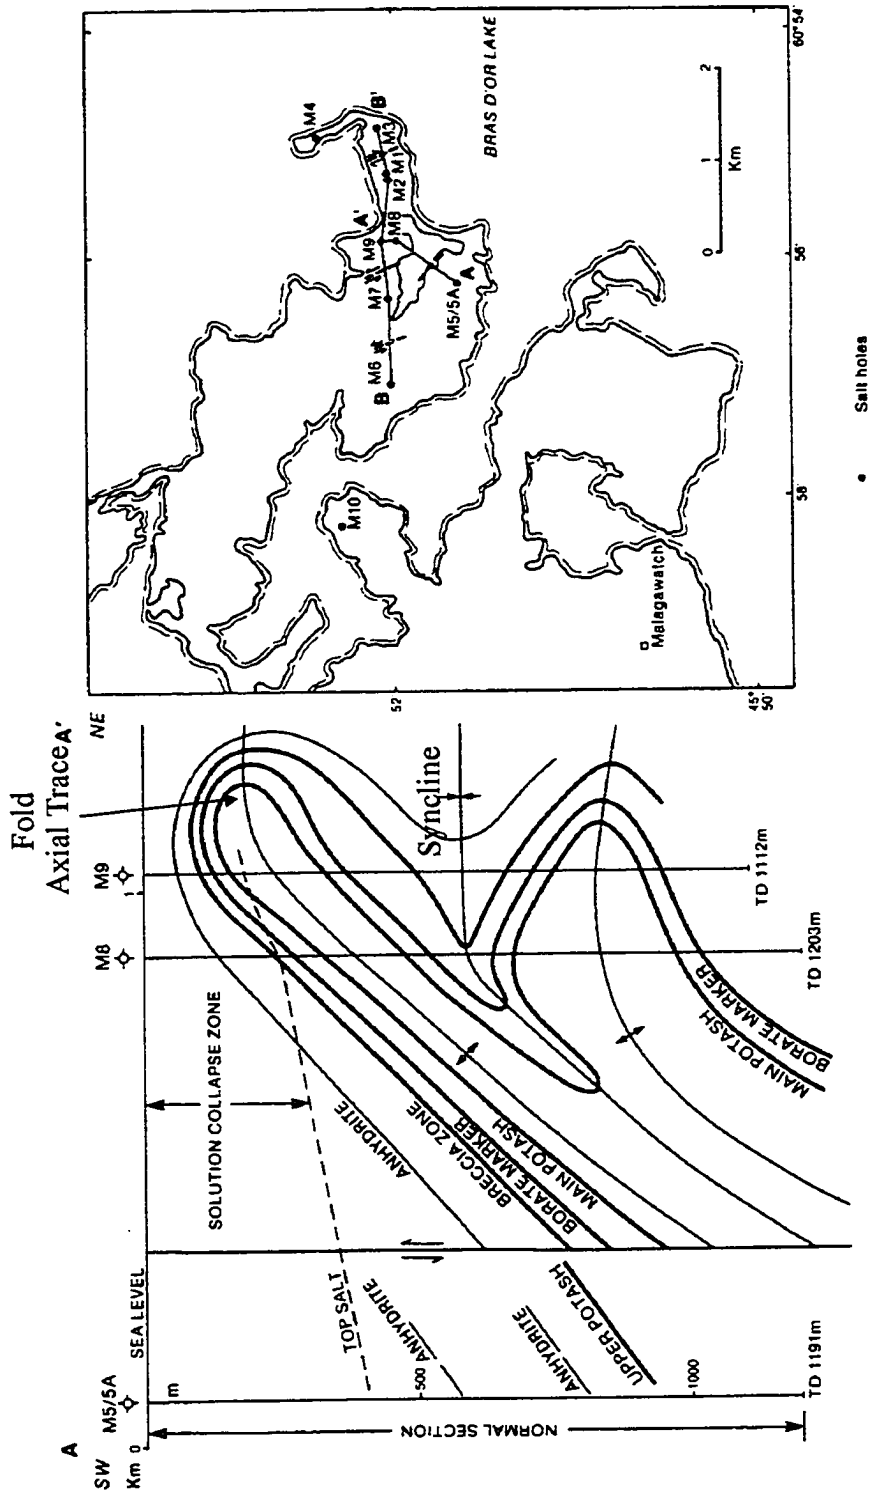 Fold
Axial Trace
A
A'
SW
NE
Km 0
1
M5/5A
M8
M9
SEA LEVEL
m
-500
-1000
NORMAL SECTION
SOLUTION COLLAPSE ZONE
TOP SALT
ANHYDRITE
ANHYDRITE
ANHYDRITE
UPPER POTASH
BRECCIA ZONE
BORATE MARKER
MAIN POTASH
Syncline
MAIN POTASH
BORATE MARKER
TD 1191m
TD 1203m
TD 1112m
M10
M6
B
M7
M9
A'
M8
M5/5A
A
M2
M1
M3
B'
M4
BRAS D'OR LAKE
Malagawatch
0
1
2
Km
52
45°
50'
58'
56'
60°54'
• Salt holes